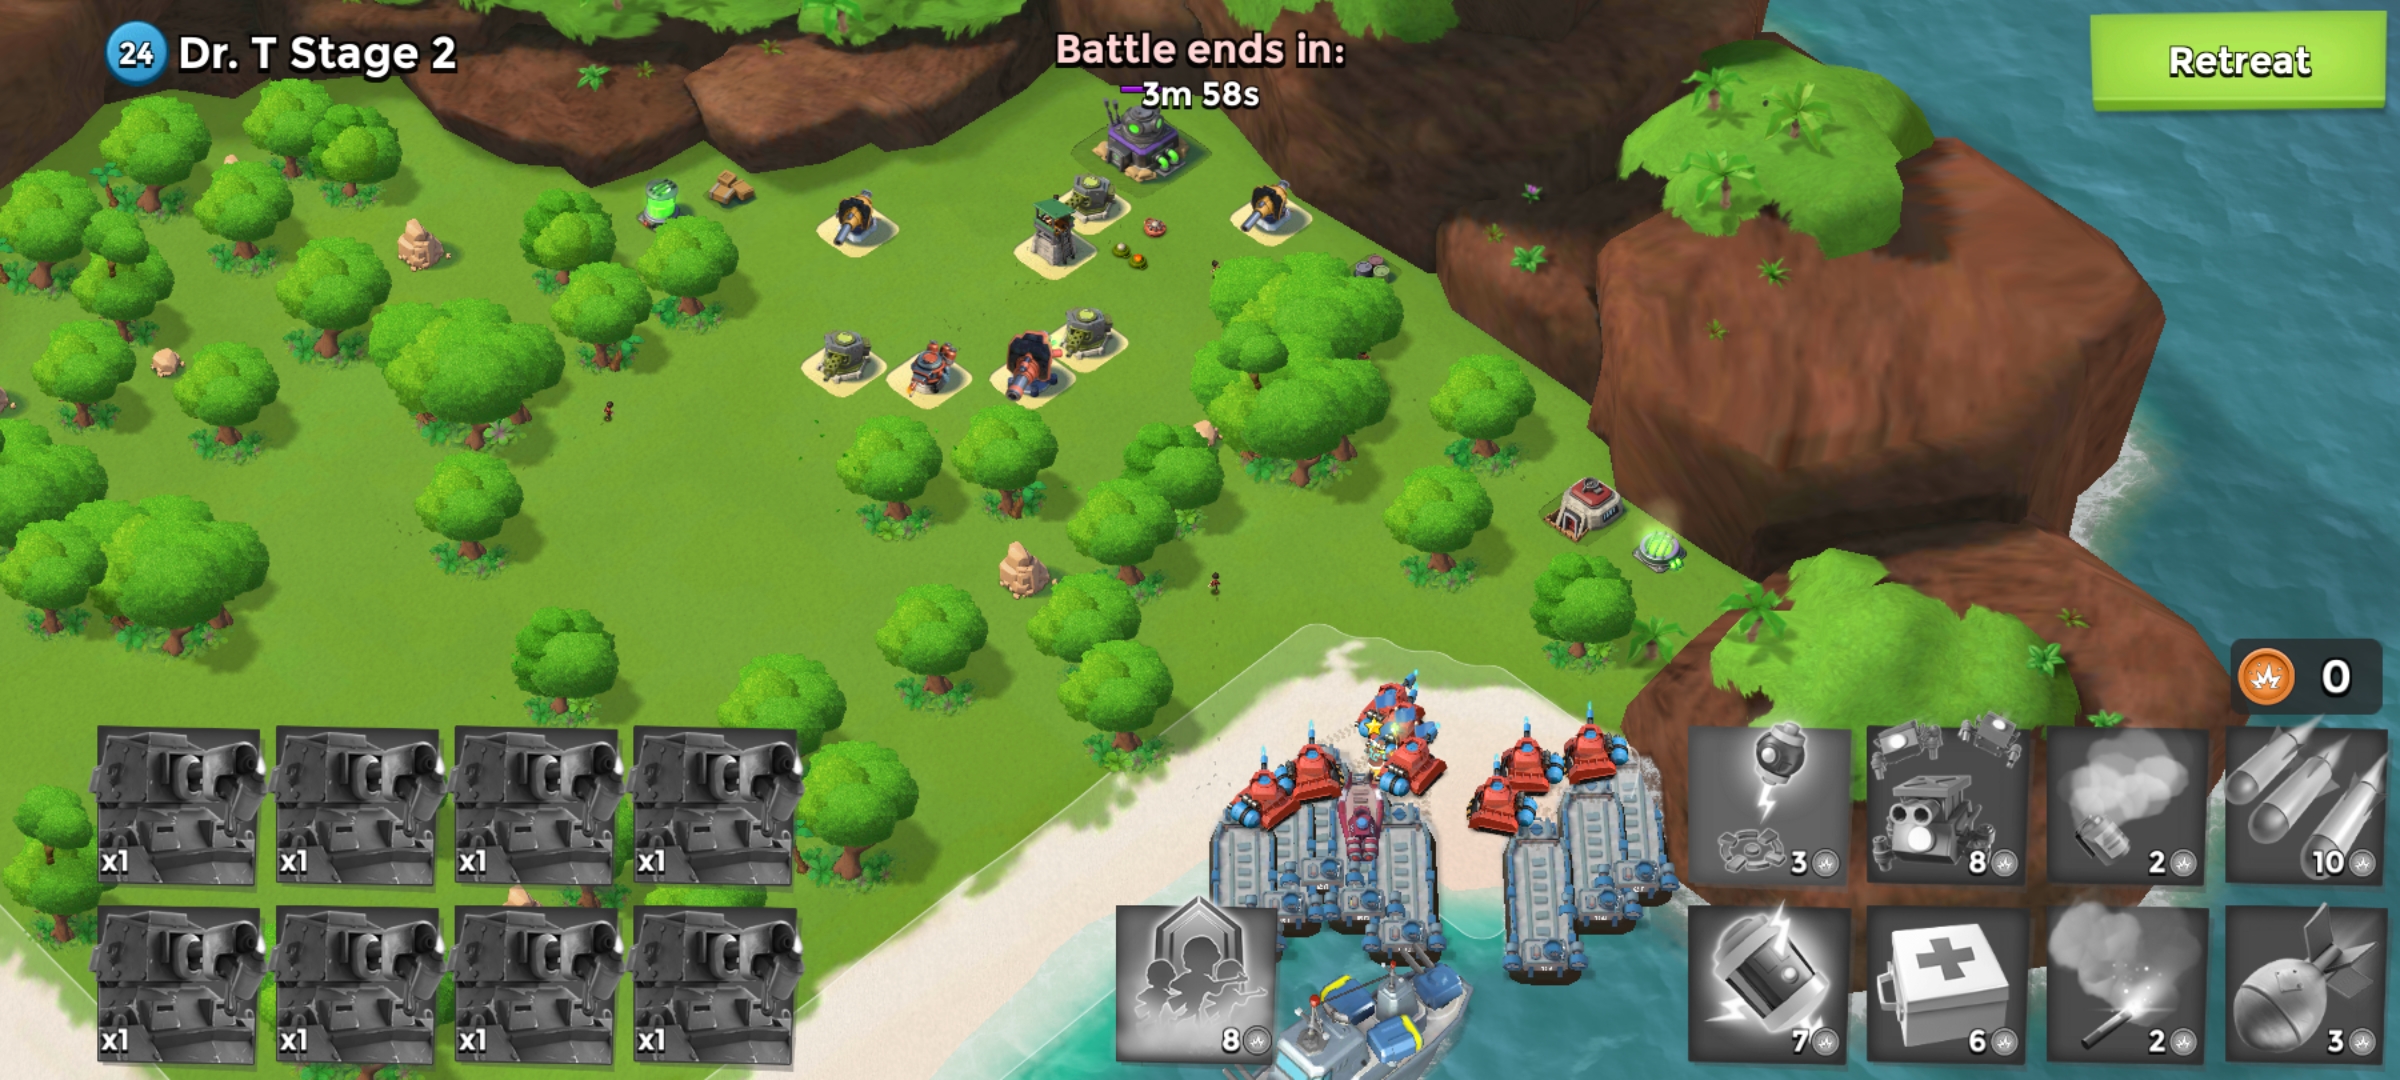 24 Dr. T Stage 2
Battle ends in:
3m 58s
Retreat
0
x1 x1 x1 x1
3 8 2 10
x1 x1 x1 x1
8 7 6 2 3